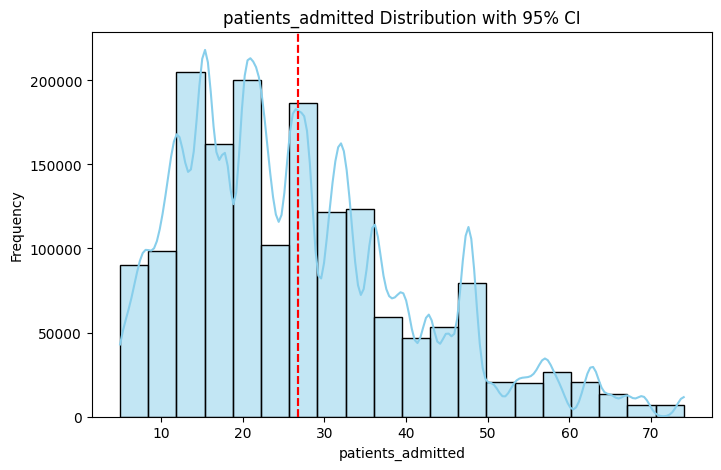 patients_admitted Distribution with 95% CI
Frequency
200000
150000
100000
50000
0
10 20 30 40 50 60 70
patients_admitted